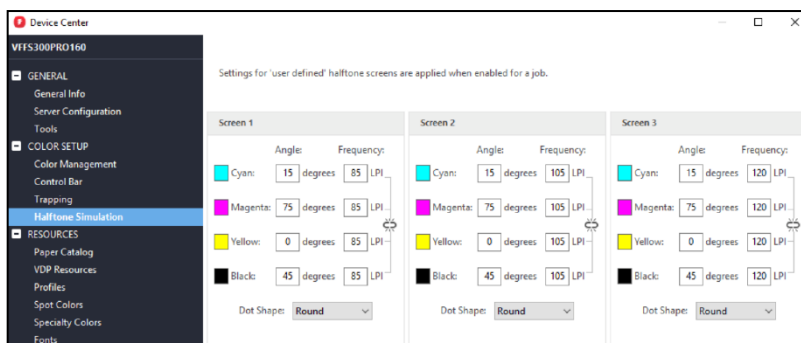 Device Center
VFFS300PRO160
GENERAL
General Info
Server Configuration
Tools
COLOR SETUP
Color Management
Control Bar
Trapping
Halftone Simulation
RESOURCES
Paper Catalog
VDP Resources
Profiles
Spot Colors
Specialty Colors
Fonts
Settings for 'user defined' halftone screens are applied when enabled for a job.
Screen 1
Angle: Frequency:
Cyan: 15 degrees 85 LPI
Magenta: 75 degrees 85 LPI
Yellow: 0 degrees 85 LPI
Black: 45 degrees 85 LPI
Dot Shape: Round
Screen 2
Angle: Frequency:
Cyan: 15 degrees 105 LPI
Magenta: 75 degrees 105 LPI
Yellow: 0 degrees 105 LPI
Black: 45 degrees 105 LPI
Dot Shape: Round
Screen 3
Angle: Frequency:
Cyan: 15 degrees 120 LPI
Magenta: 75 degrees 120 LPI
Yellow: 0 degrees 120 LPI
Black: 45 degrees 120 LPI
Dot Shape: Round